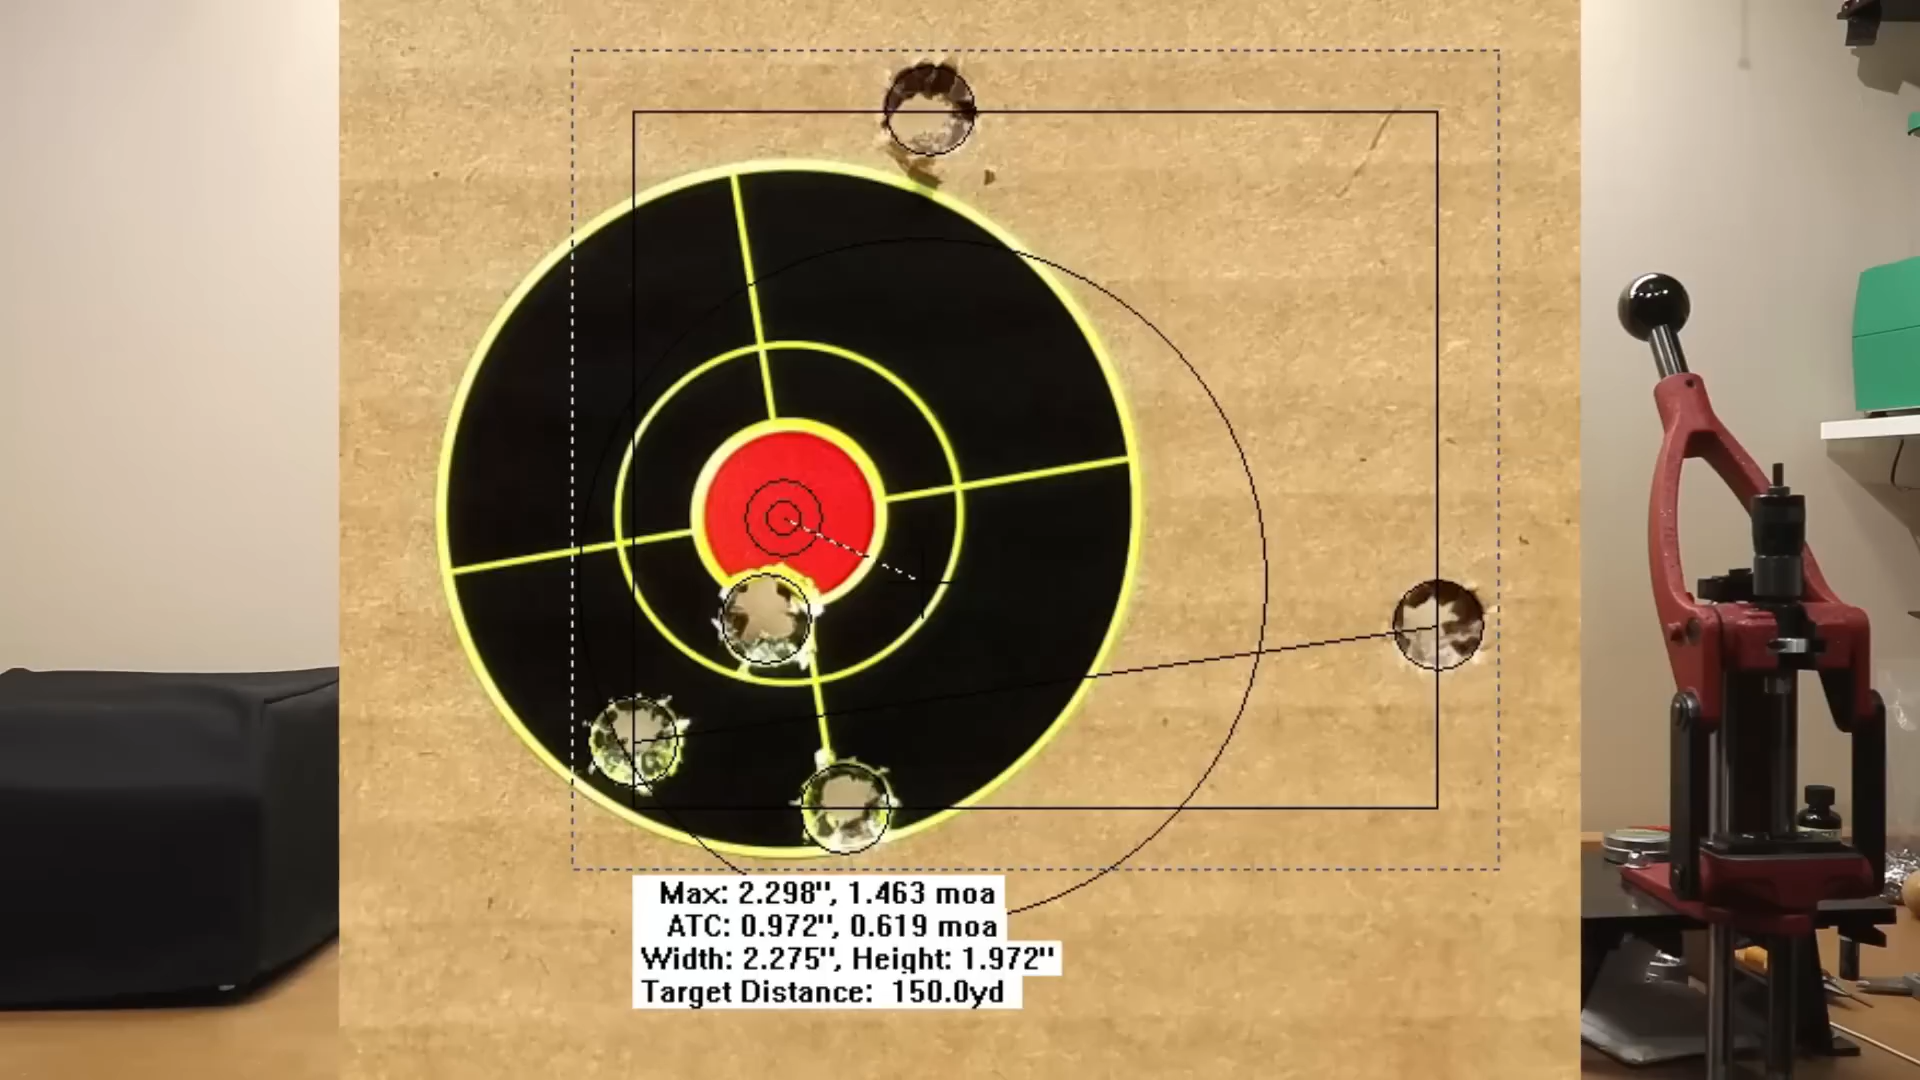 Max: 2.298", 1.463 moa
ATC: 0.972", 0.619 moa
Width: 2.275", Height: 1.972"
Target Distance: 150.0yd